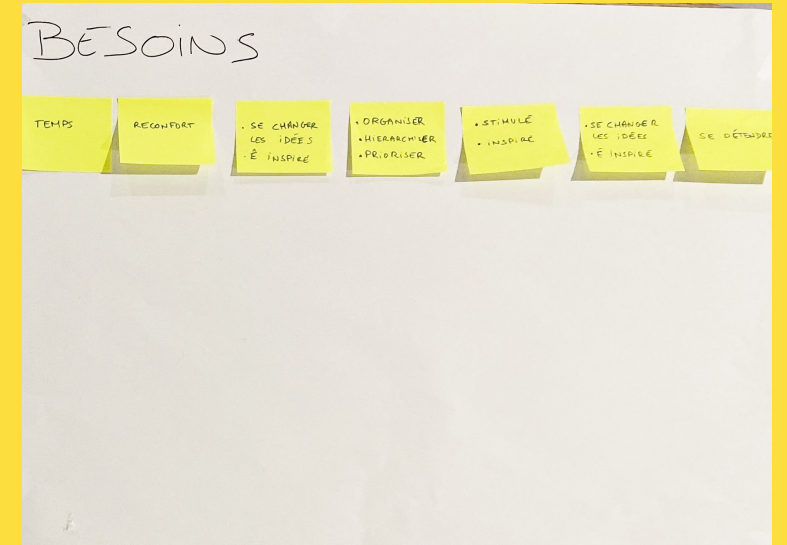 BESOINS
TEMPS
RECONFORT
. SE CHANGER
LES IDÉES
. Ê INSPIRÉ
. ORGANISER
. HIERARCHISER
. PRIORISER
. STIMULÉ
. INSPIRÉ
. SE CHANGER
LES IDÉES
. Ê INSPIRÉ
SE DÉTENDRE